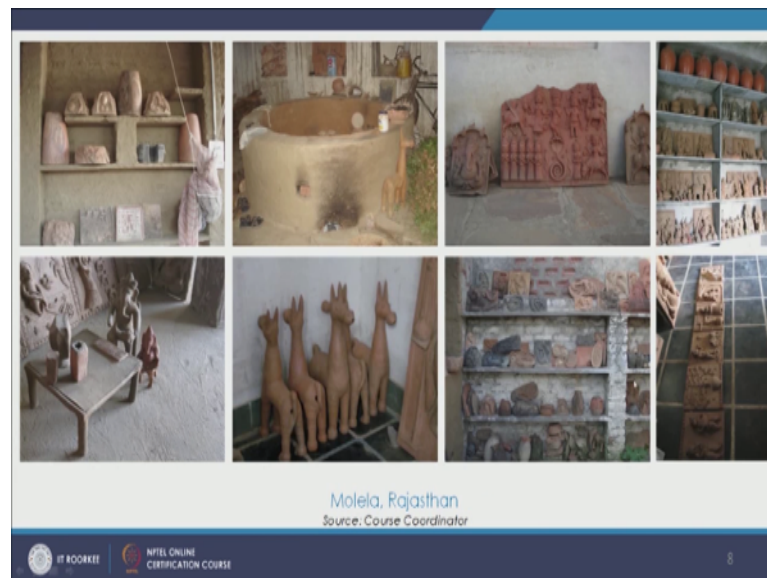 Molela, Rajasthan
Source: Course Coordinator
IIT ROORKEE
NPTEL ONLINE
CERTIFICATION COURSE
8